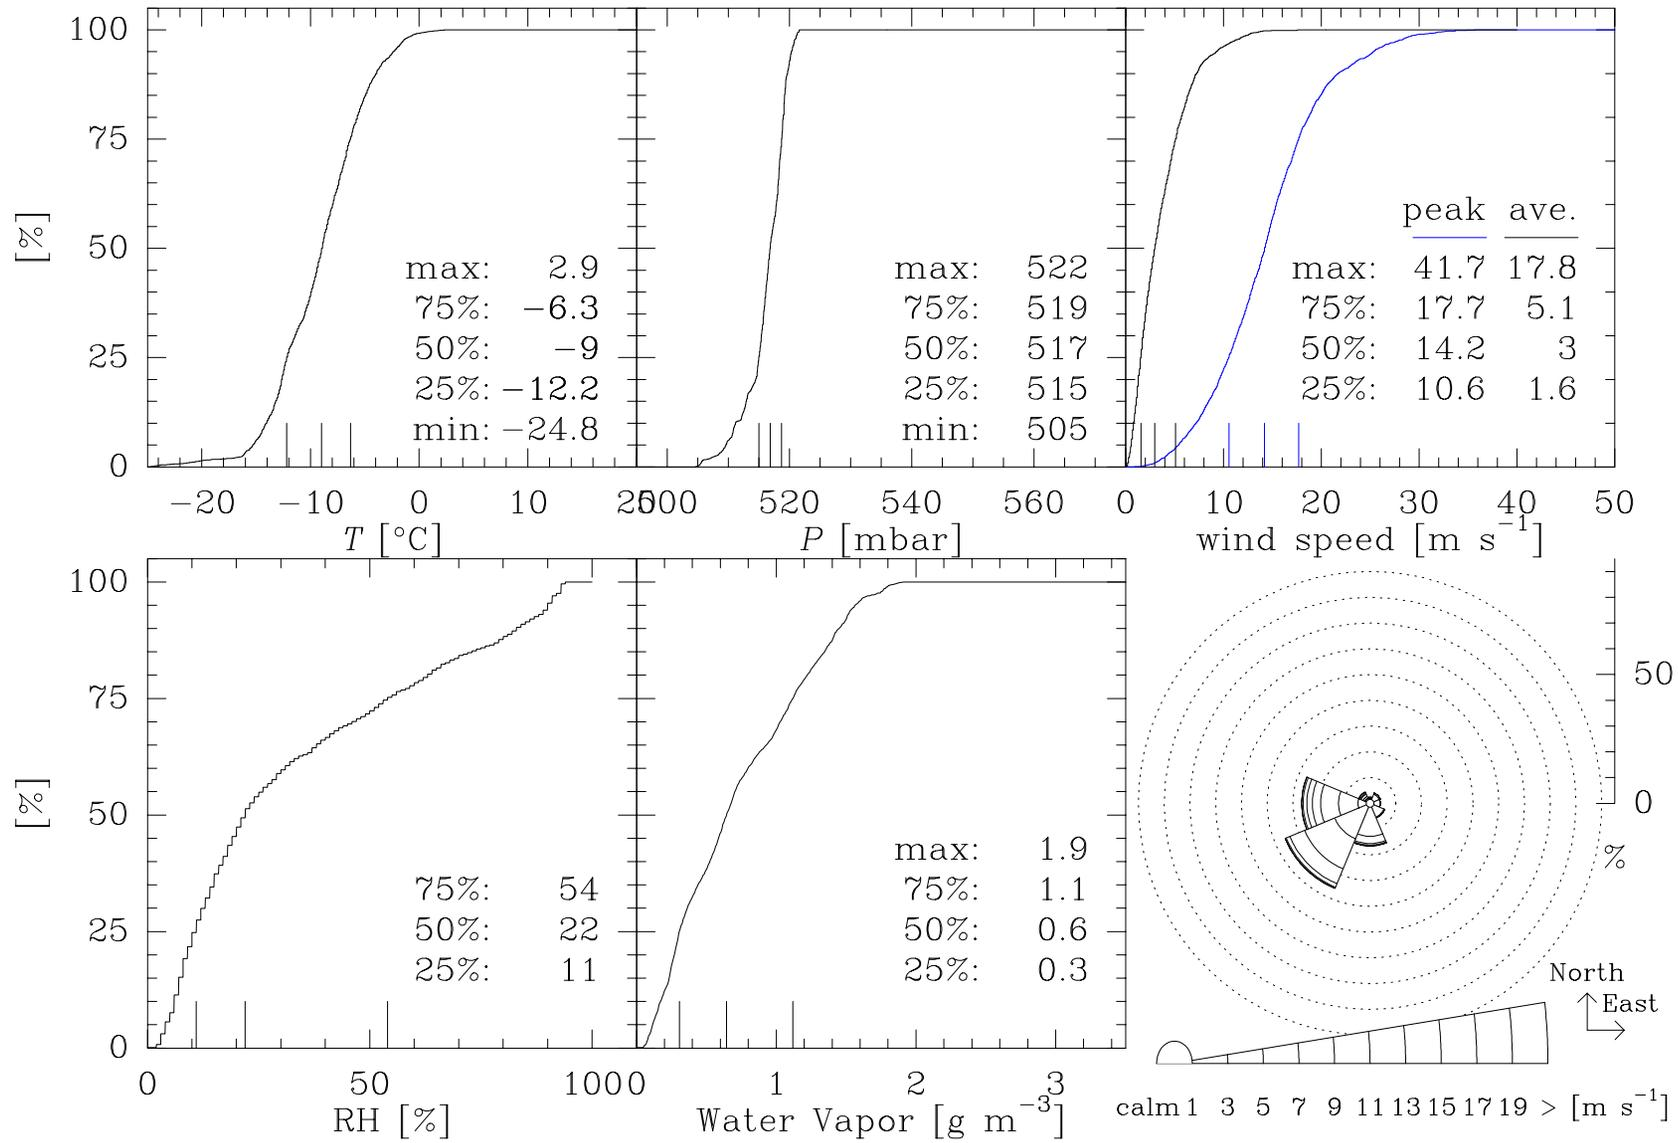 100
75
50
25
0
[%]
max: 2.9
75%: −6.3
50%: −9
25%: −12.2
min: −24.8
−20 −10 0 10 20
T [°C]
max: 522
75%: 519
50%: 517
25%: 515
min: 505
500 520 540 560
P [mbar]
peak ave.
max: 41.7 17.8
75%: 17.7 5.1
50%: 14.2 3
25%: 10.6 1.6
0 10 20 30 40 50
wind speed [m s−1]
100
75
50
25
0
[%]
75%: 54
50%: 22
25%: 11
0 50 100
RH [%]
max: 1.9
75%: 1.1
50%: 0.6
25%: 0.3
0 1 2 3
Water Vapor [g m−3]
50
0
%
North
East
calm 1 3 5 7 9 11 13 15 17 19 > [m s−1]